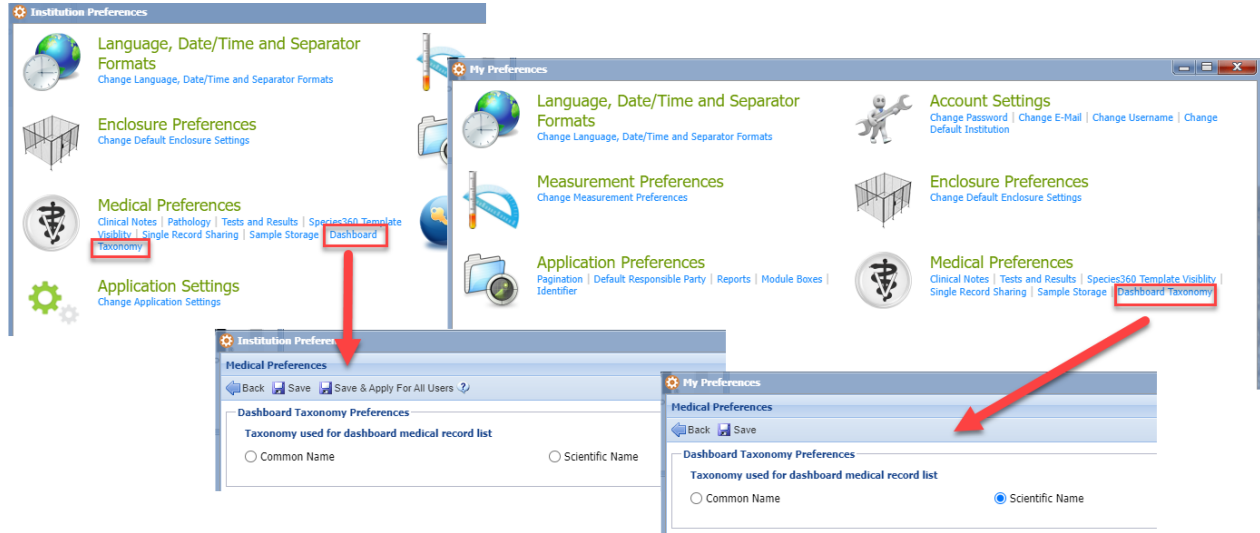 Institution Preferences
Language, Date/Time and Separator
Formats
Change Language, Date/Time and Separator Formats
Enclosure Preferences
Change Default Enclosure Settings
Medical Preferences
Clinical Notes | Pathology | Tests and Results | Species360 Template
Visiblity | Single Record Sharing | Sample Storage | Dashboard
Taxonomy
Application Settings
Change Application Settings
My Preferences
Language, Date/Time and Separator
Formats
Change Language, Date/Time and Separator Formats
Account Settings
Change Password | Change E-Mail | Change Username | Change
Default Institution
Measurement Preferences
Change Measurement Preferences
Enclosure Preferences
Change Default Enclosure Settings
Application Preferences
Pagination | Default Responsible Party | Reports | Module Boxes |
Identifier
Medical Preferences
Clinical Notes | Tests and Results | Species360 Template Visiblity |
Single Record Sharing | Sample Storage | Dashboard Taxonomy
Institution
Medical Preferences
Back Save Save & Apply For All Users
Dashboard Taxonomy Preferences
Taxonomy used for dashboard medical record list
Common Name Scientific Name
My Preferences
Medical Preferences
Back Save
Dashboard Taxonomy Preferences
Taxonomy used for dashboard medical record list
Common Name Scientific Name